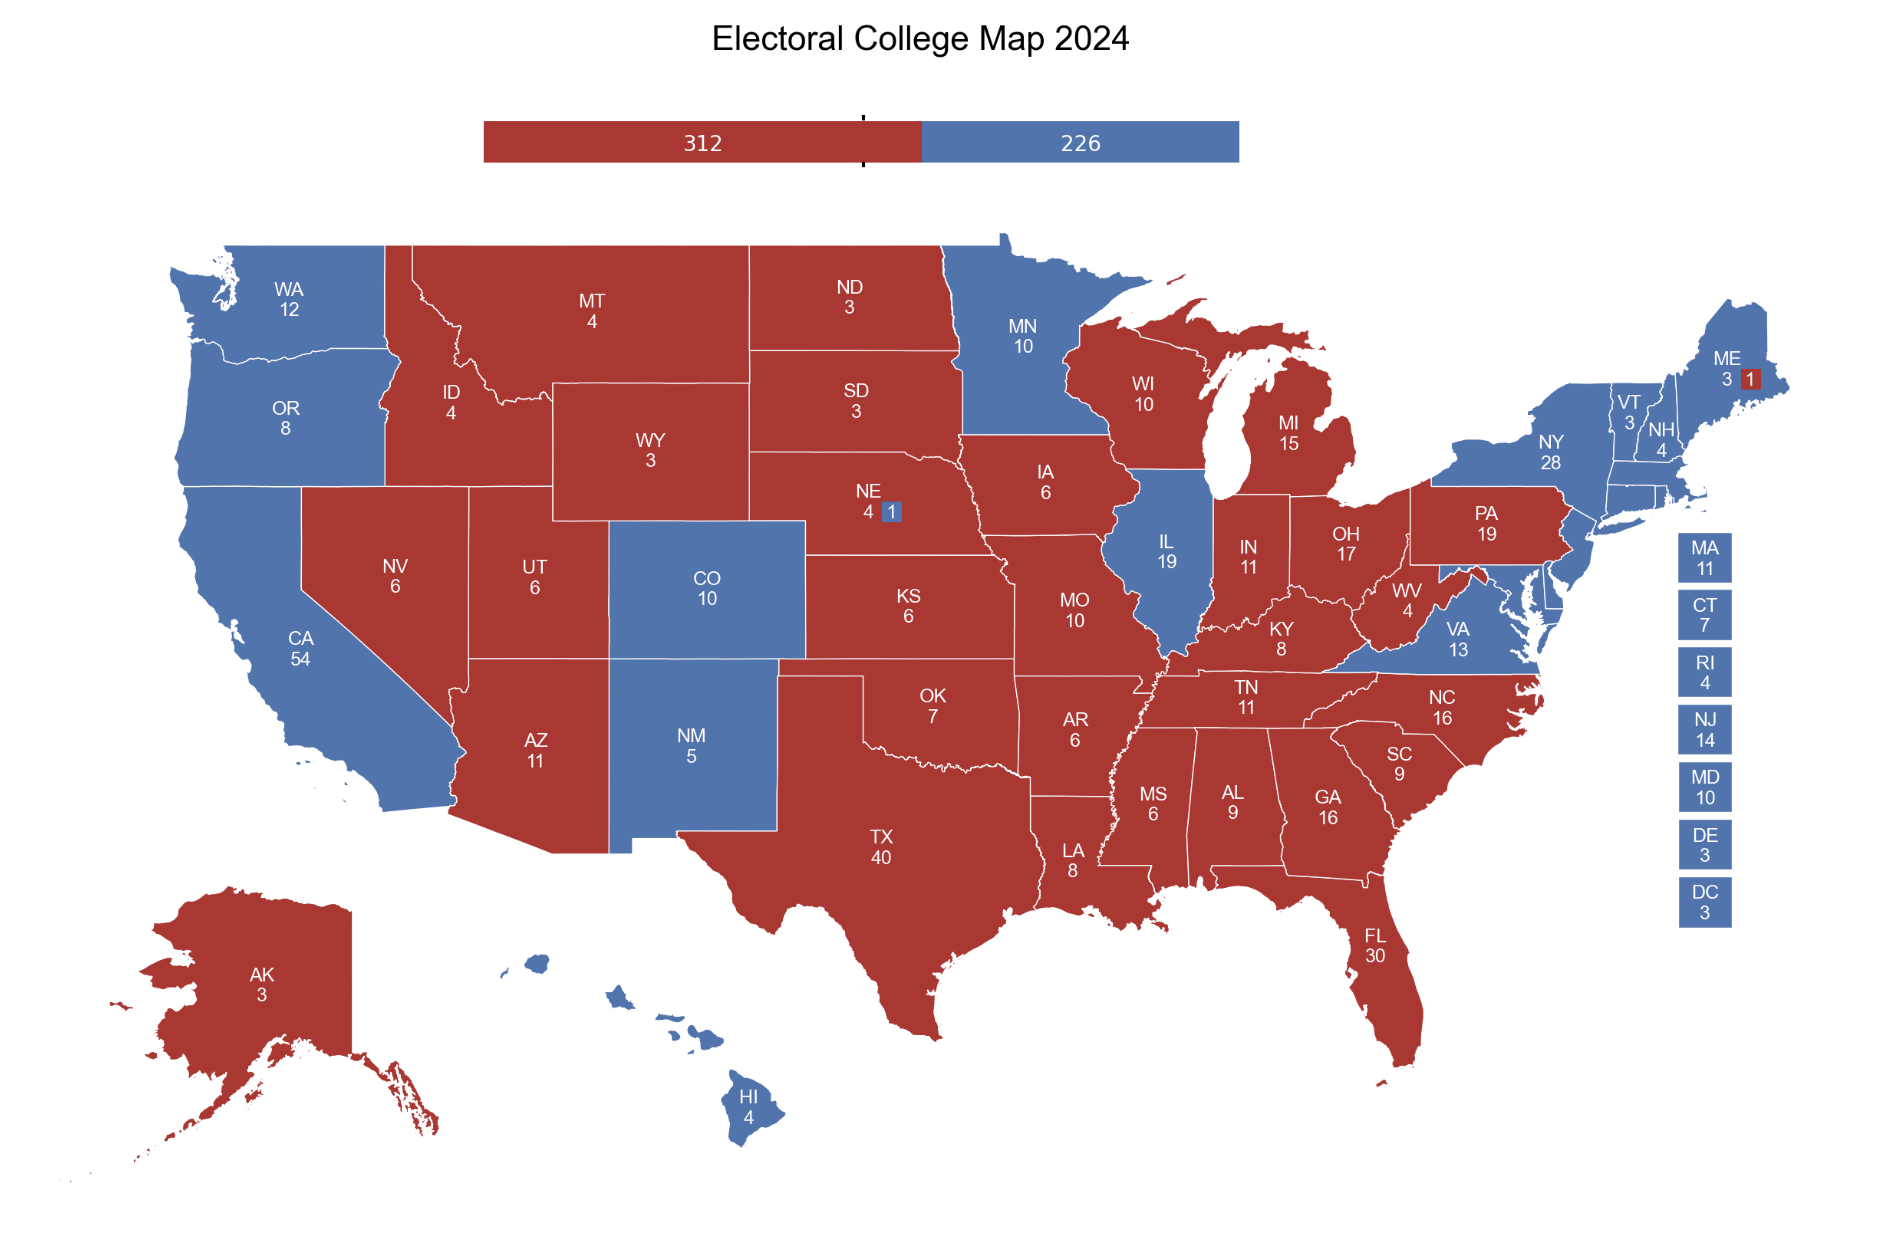 Electoral College Map 2024
312
226
WA
12
MT
4
ND
3
MN
10
OR
8
ID
4
SD
3
WI
10
MI
15
ME
3 1
VT
3
NH
4
NY
28
WY
3
NE
4 1
IA
6
PA
19
NV
6
UT
6
CO
10
IL
19
IN
11
OH
17
KS
6
MO
10
WV
4
VA
13
CA
54
KY
8
MA
11
CT
7
RI
4
NJ
14
MD
10
DE
3
DC
3
AZ
11
NM
5
OK
7
AR
6
TN
11
NC
16
SC
9
MS
6
AL
9
GA
16
TX
40
LA
8
FL
30
AK
3
HI
4